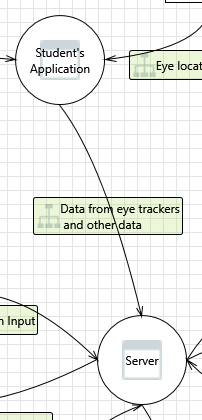 Student's
Application
Eye locat
Data from eye trackers
and other data
n Input
Server